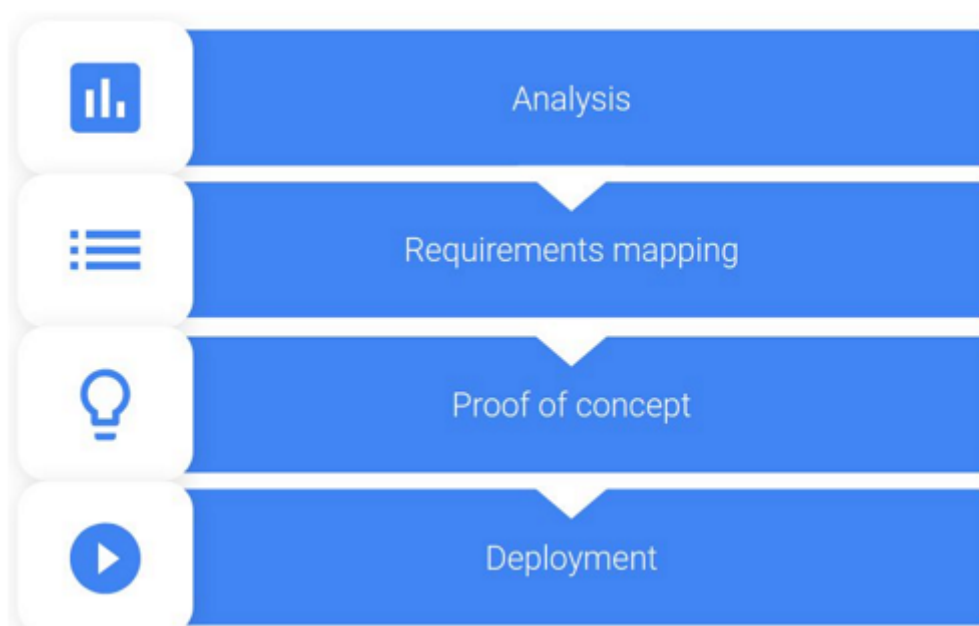 Analysis
Requirements mapping
Proof of concept
Deployment